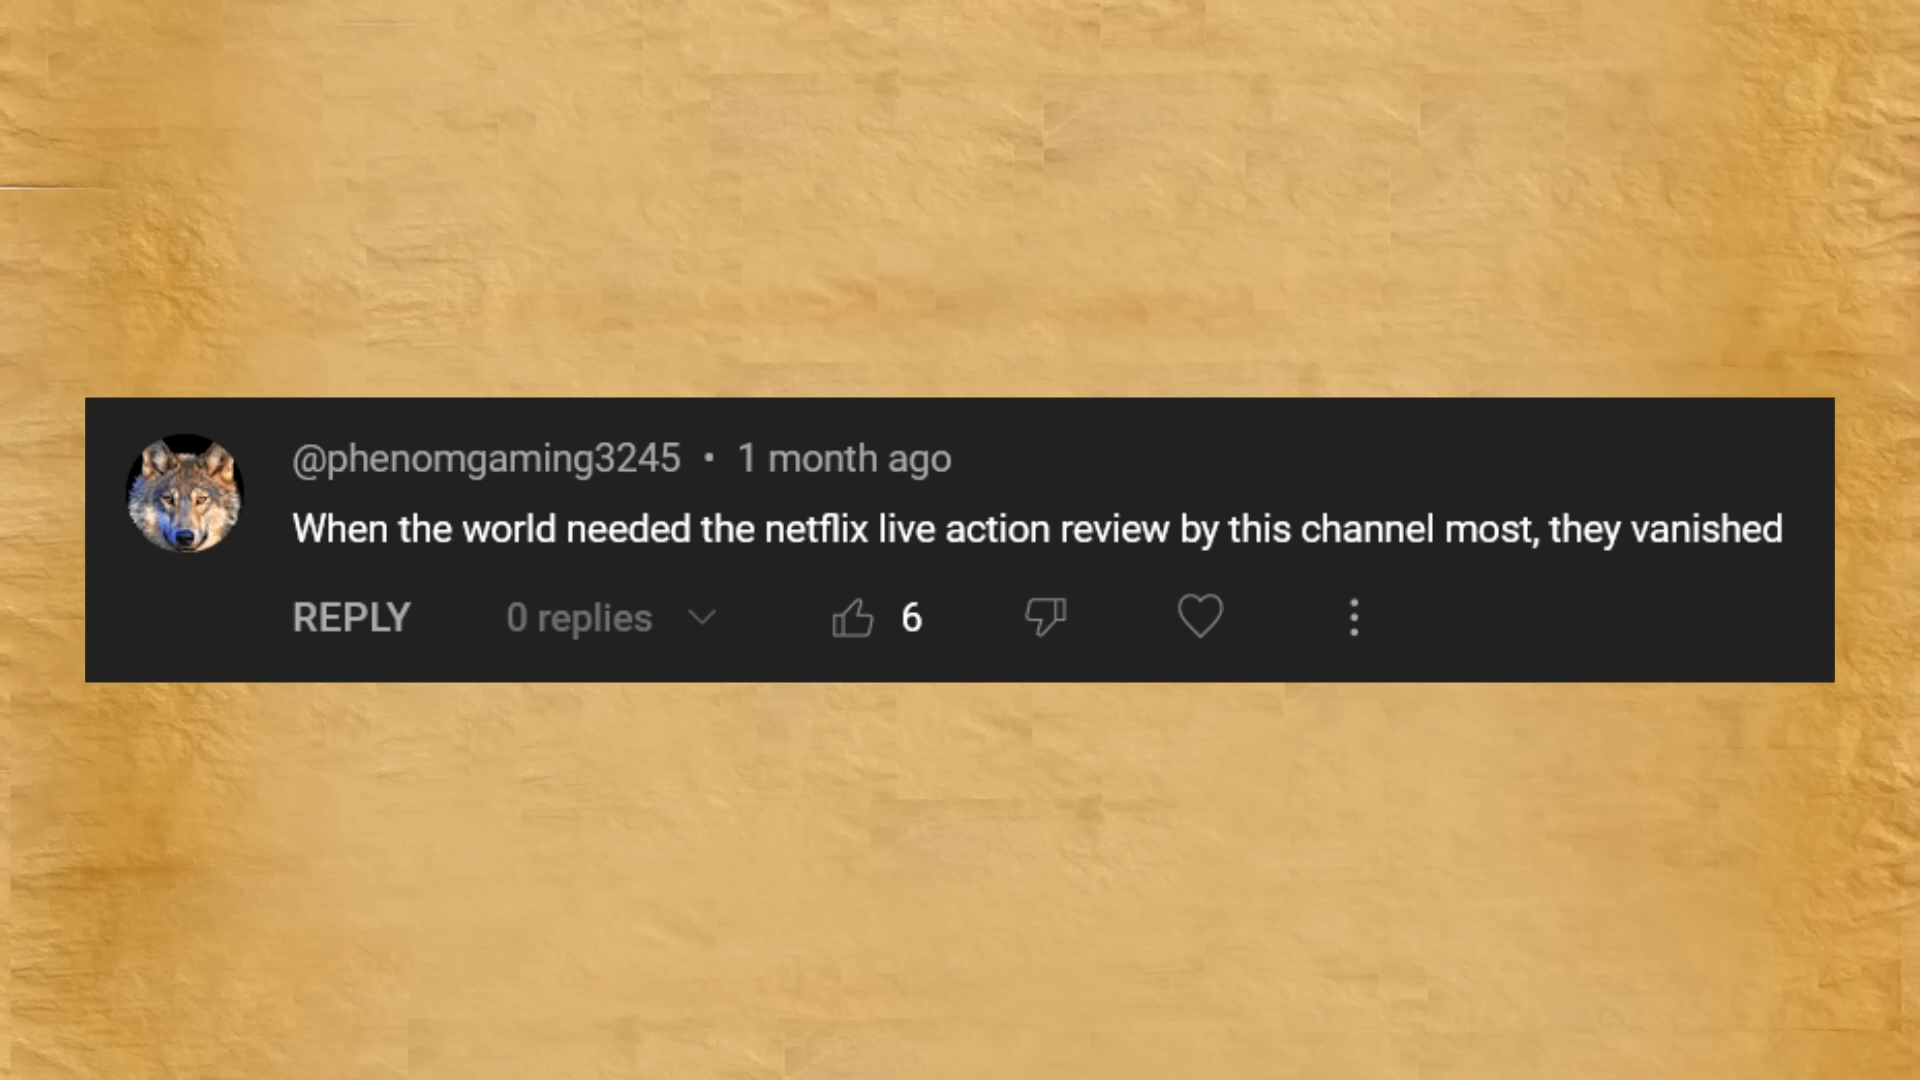 @phenomgaming3245 • 1 month ago
When the world needed the netflix live action review by this channel most, they vanished
REPLY 0 replies 6